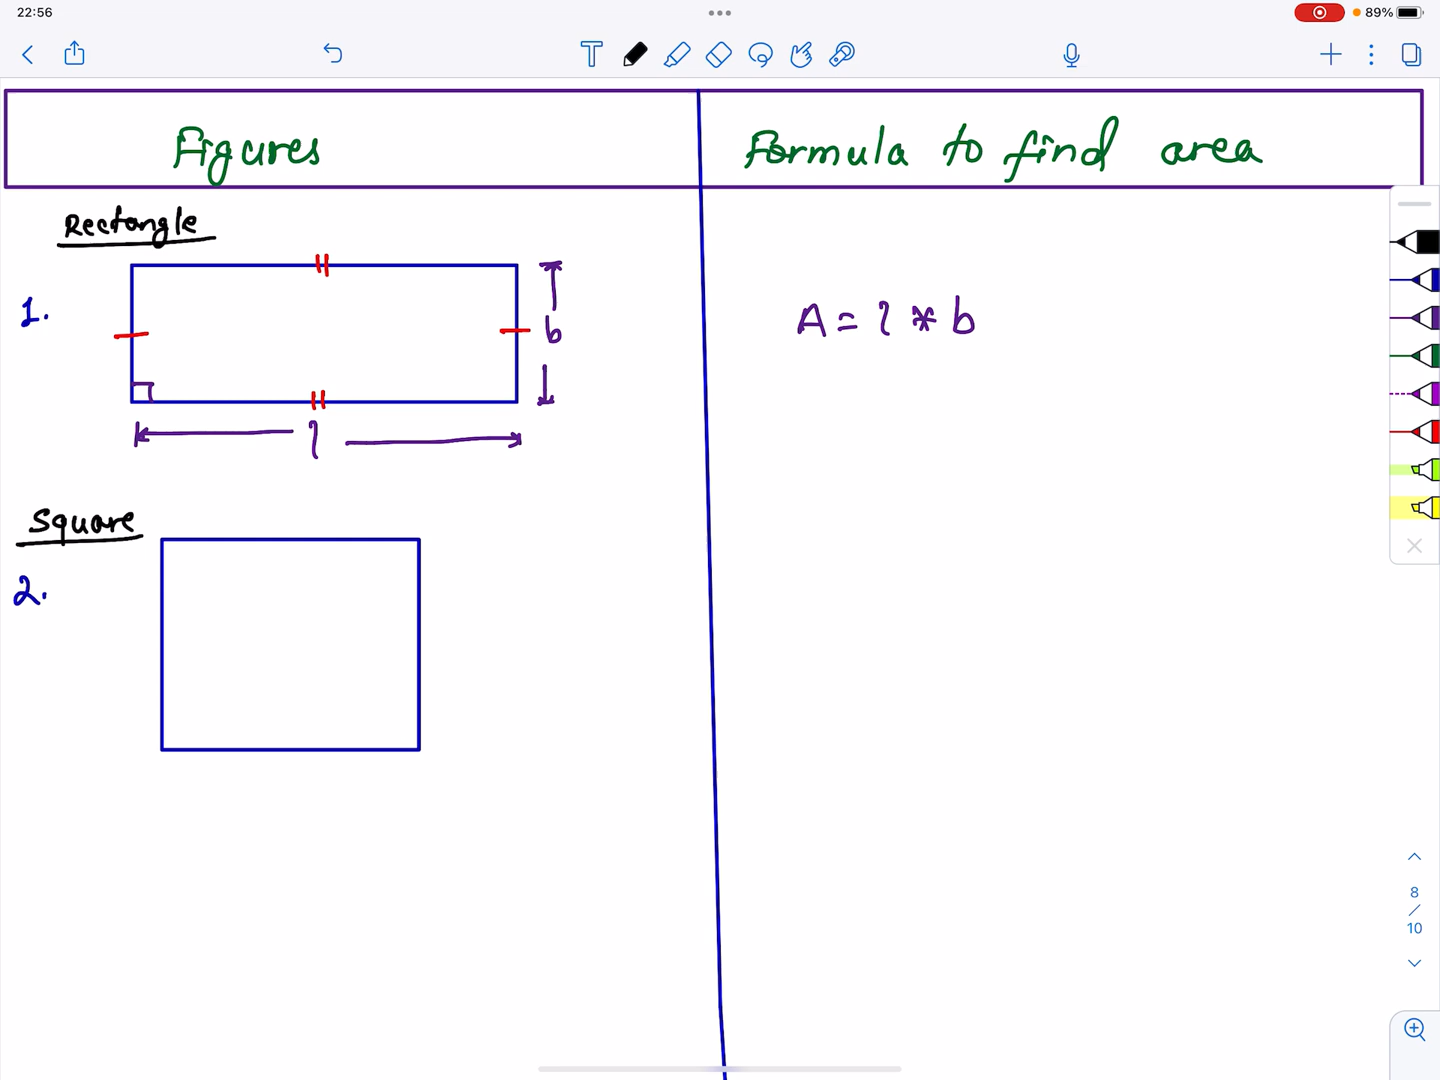 22:56
89%
Figures
Formula to find area
Rectangle
1.
b
l
A = l * b
Square
2.
8
/
10